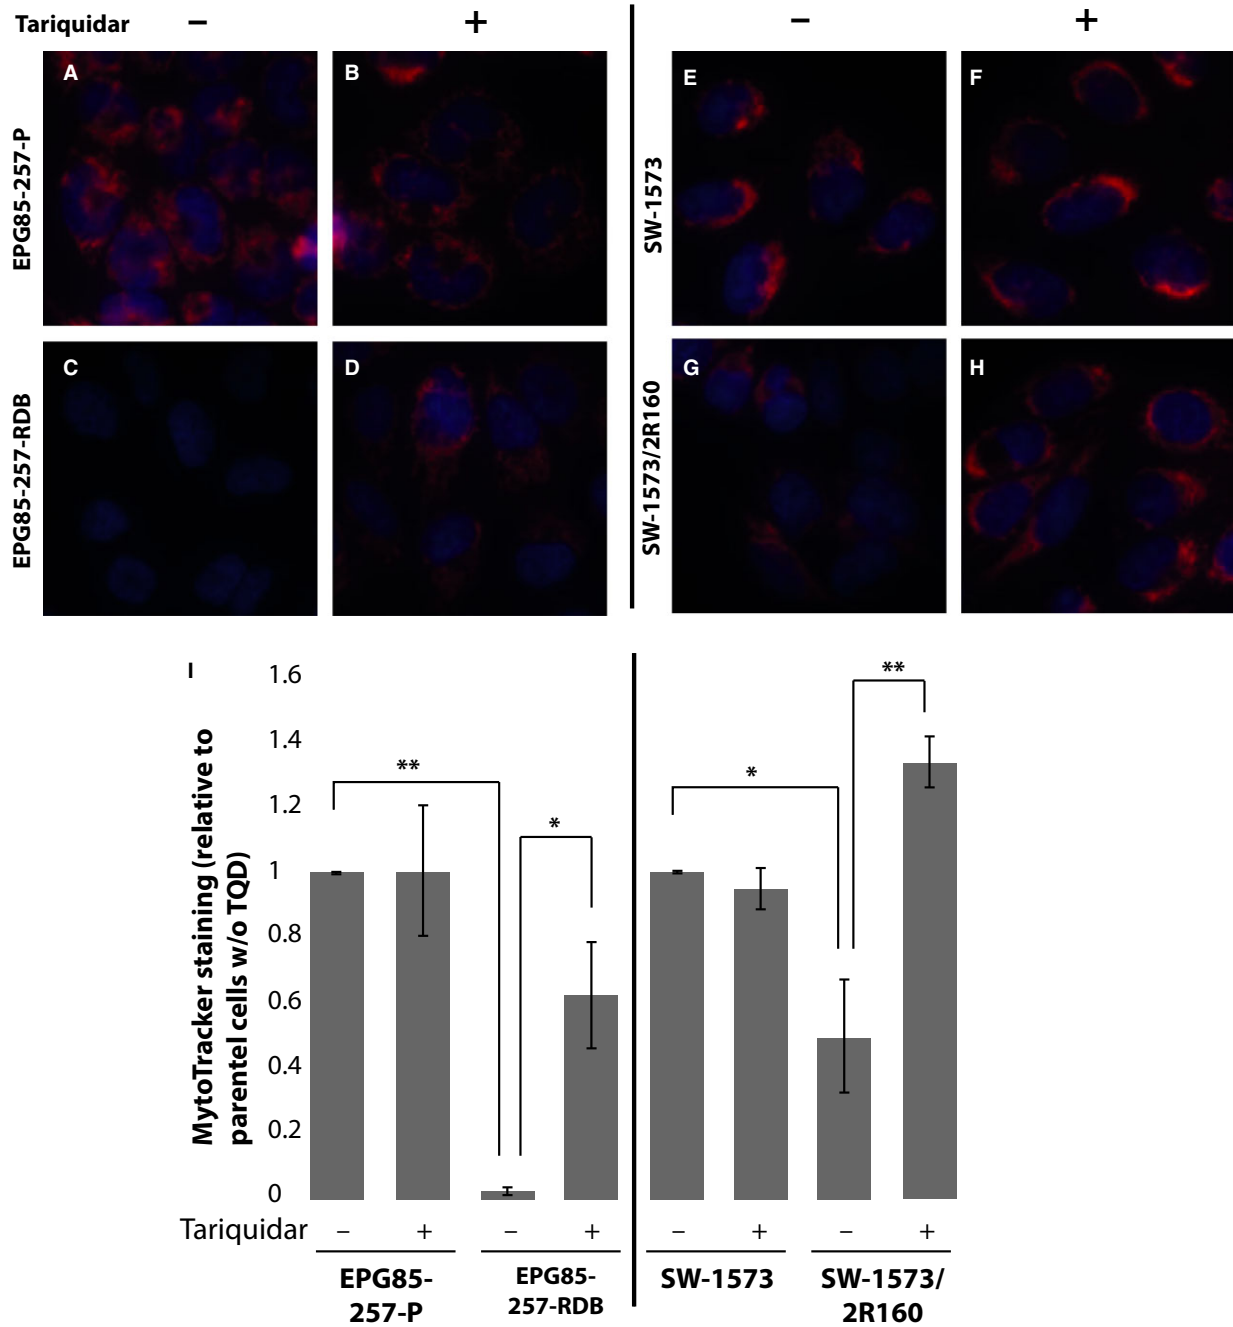 Tariquidar − + − +
A B E F
EPG85-257-P
SW-1573
C D G H
EPG85-257-RDB
SW-1573/2R160
I
MytoTracker staining (relative to
parentel cells w/o TQD)
1.6
1.4
1.2
1
0.8
0.6
0.4
0.2
0
**
*
*
**
Tariquidar − + − + − + − +
EPG85-
257-P
EPG85-
257-RDB
SW-1573
SW-1573/
2R160